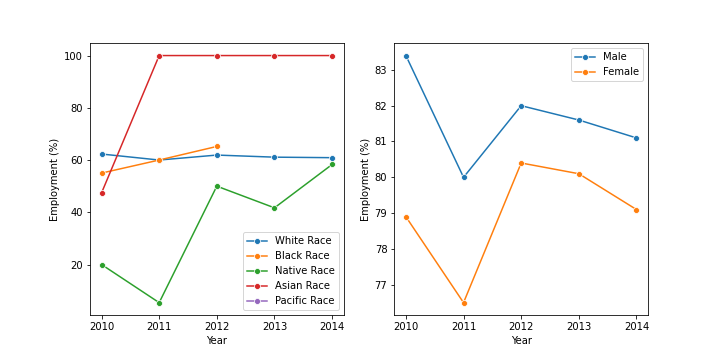 100
80
60
40
20
Employment (%)
2010 2011 2012 2013 2014
Year
White Race
Black Race
Native Race
Asian Race
Pacific Race
83
82
81
80
79
78
77
Employment (%)
2010 2011 2012 2013 2014
Year
Male
Female